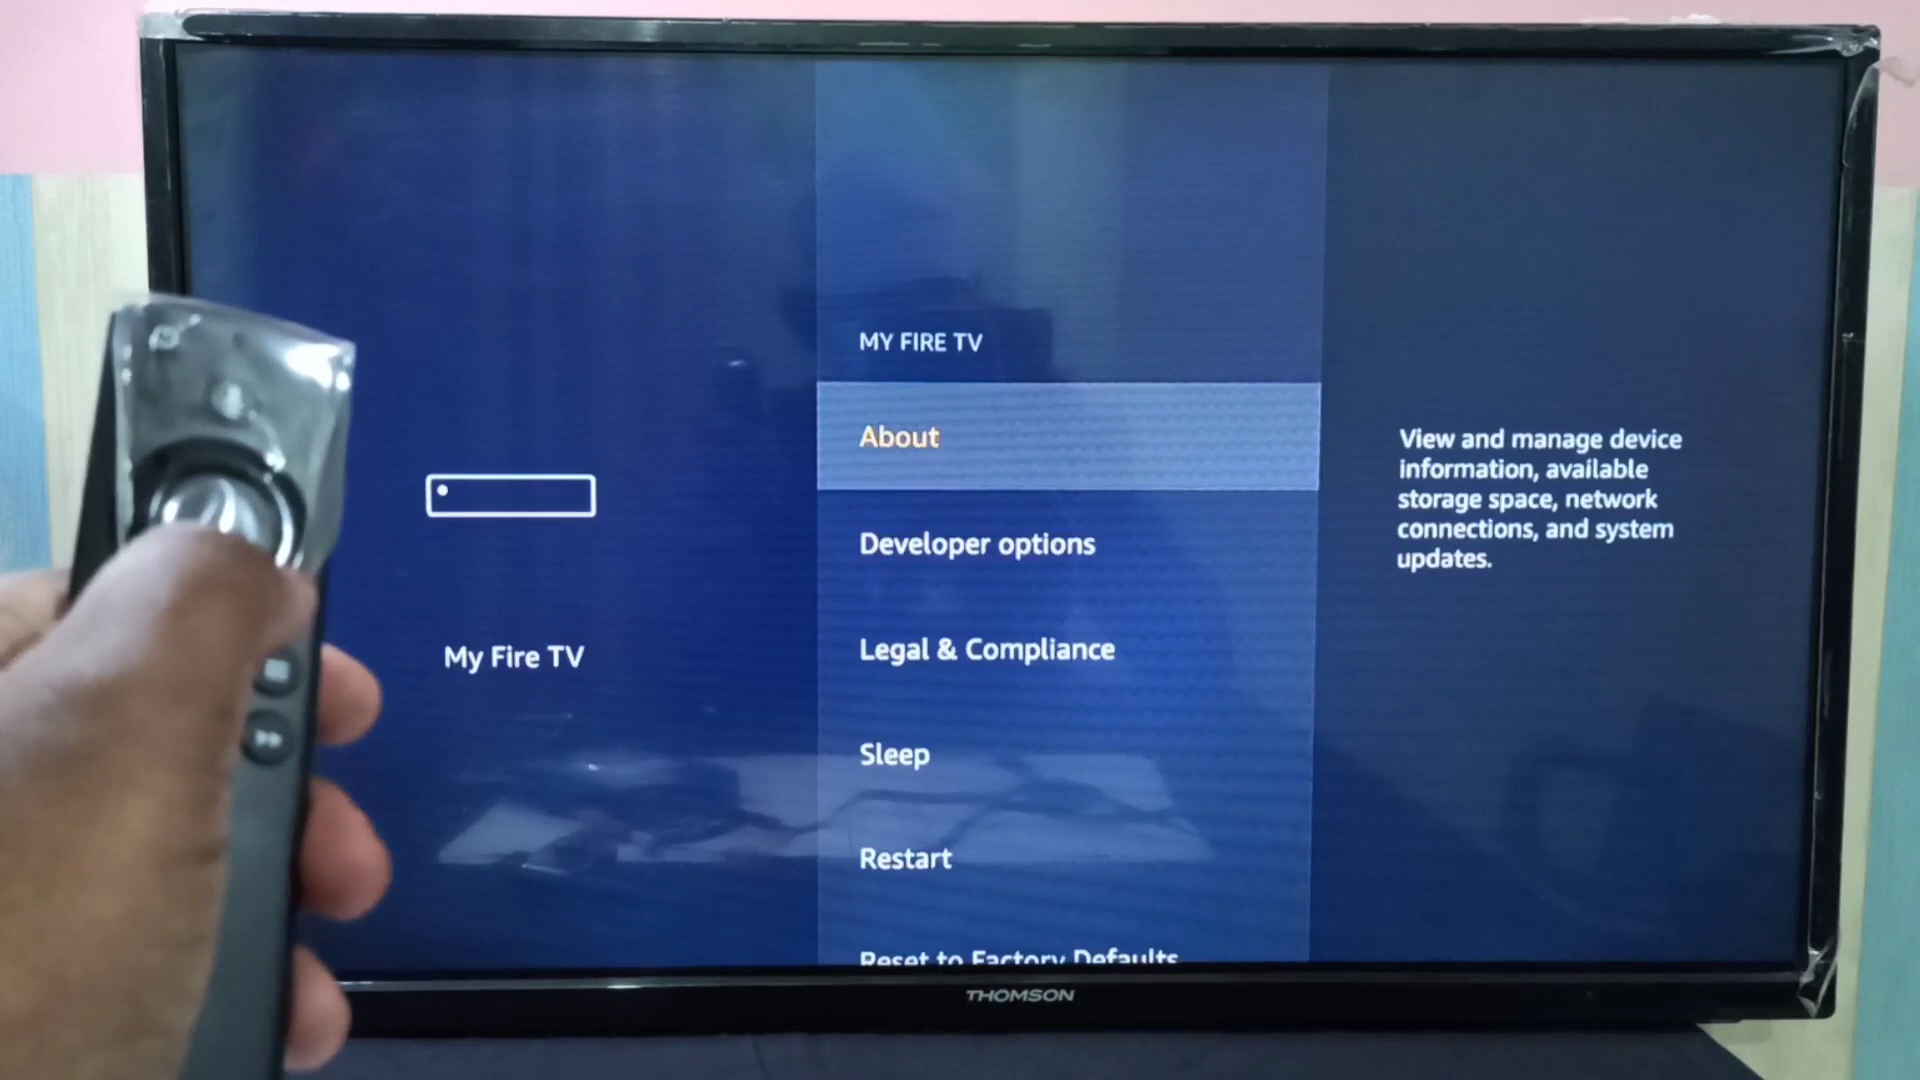 MY FIRE TV
About
Developer options
Legal & Compliance
Sleep
Restart
Reset to Factory Defaults
My Fire TV
View and manage device
information, available
storage space, network
connections, and system
updates.
THOMSON